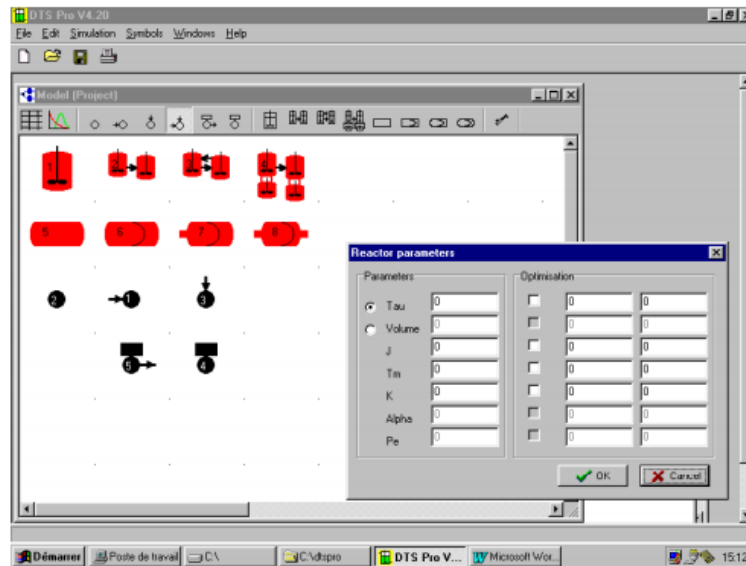 DTS Pro V4.20
File Edit Simulation Symbols Windows Help
Model (Project)
1 2 3 4
5 6 7 8
2 1 3
5 4
Reactor parameters
Parameters Optimisation
Tau 0 0 0
Volume 0 0 0
J 0 0 0
Tm 0 0 0
K 0 0 0
Alpha 0 0 0
Pe 0 0 0
OK Cancel
Démarrer Poste de travail C:\ C:\dtspro DTS Pro V... Microsoft Wor... 15:12